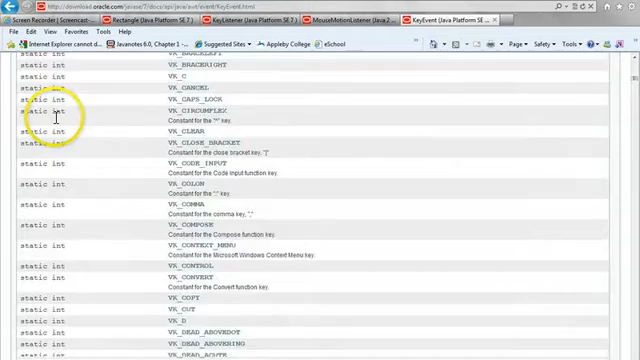 http://download.oracle.com/javase/7/docs/api/java/awt/event/KeyEvent.html
Screen Recorder | Screencast-... Rectangle (Java Platform SE 7 ) KeyListener (Java Platform SE 7) MouseMotionListener (Java 2 ... KeyEvent (Java Platform SE ...
File Edit View Favorites Tools Help
Internet Explorer cannot dis... Javanotes 6.0, Chapter 1 -- ... Suggested Sites Appleby College eSchool Page Safety
static int VK_BRACELEFT
static int VK_BRACERIGHT
static int VK_C
static int VK_CANCEL
static int VK_CAPS_LOCK
static int VK_CIRCUMFLEX
Constant for the "^" key.
static int VK_CLEAR
static int VK_CLOSE_BRACKET
Constant for the close bracket key, "]"
static int VK_CODE_INPUT
Constant for the Code Input function key.
static int VK_COLON
Constant for the ":" key.
static int VK_COMMA
Constant for the comma key, ","
static int VK_COMPOSE
Constant for the Compose function key.
static int VK_CONTEXT_MENU
Constant for the Microsoft Windows Context Menu key.
static int VK_CONTROL
static int VK_CONVERT
Constant for the Convert function key.
static int VK_COPY
static int VK_CUT
static int VK_D
static int VK_DEAD_ABOVEDOT
static int VK_DEAD_ABOVERING
static int VK_DEAD_ACUTE